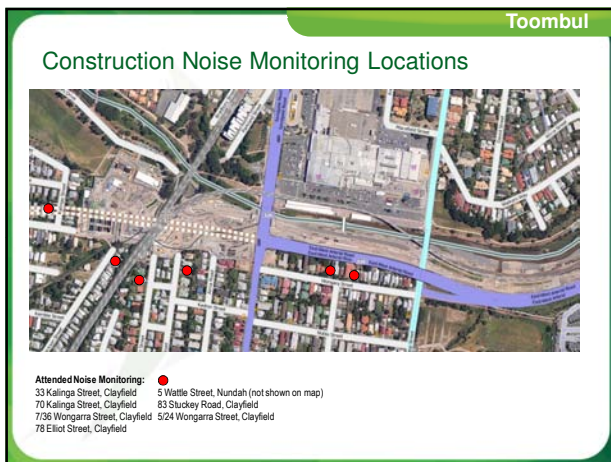 Toombul
Construction Noise Monitoring Locations
Attended Noise Monitoring:
33 Kalinga Street, Clayfield
5 Wattle Street, Nundah (not shown on map)
70 Kalinga Street, Clayfield
83 Stuckey Road, Clayfield
7/36 Wongarra Street, Clayfield
5/24 Wongarra Street, Clayfield
78 Elliot Street, Clayfield